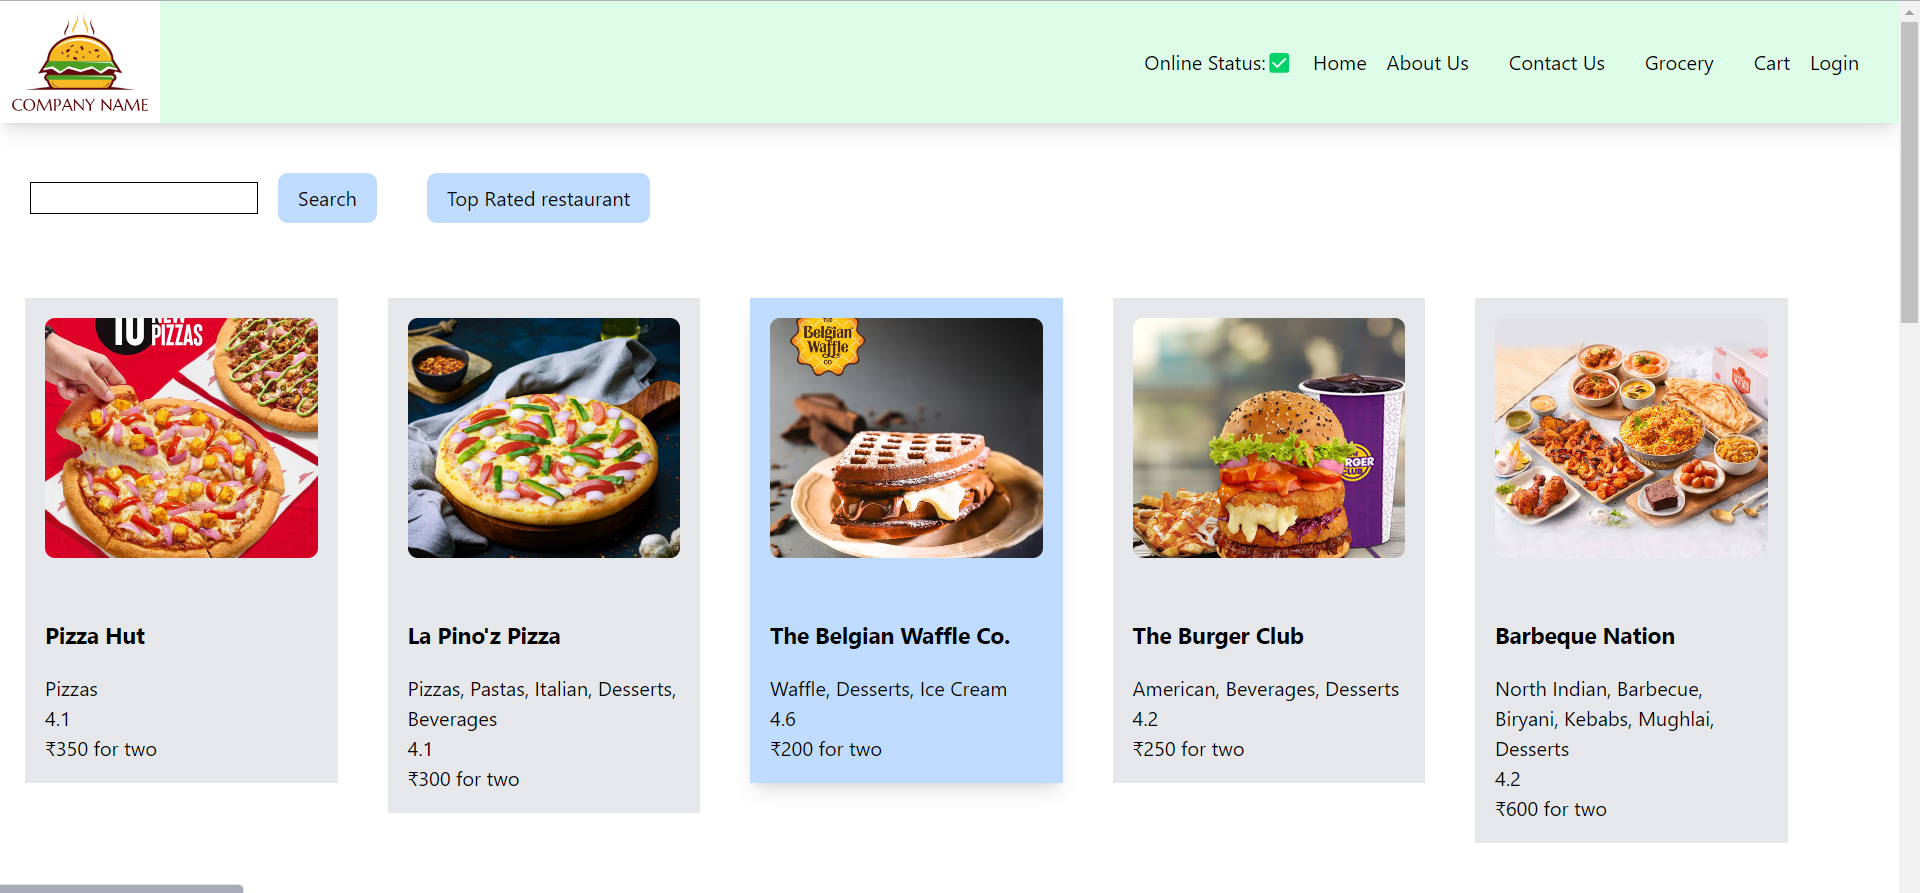 COMPANY NAME
Online Status:✅ Home About Us Contact Us Grocery Cart Login
Search Top Rated restaurant
10 NEW PIZZAS
THE
Belgian
Waffle
CO
BURGER
CLUB
Pizza Hut
Pizzas
4.1
₹350 for two
La Pino'z Pizza
Pizzas, Pastas, Italian, Desserts,
Beverages
4.1
₹300 for two
The Belgian Waffle Co.
Waffle, Desserts, Ice Cream
4.6
₹200 for two
The Burger Club
American, Beverages, Desserts
4.2
₹250 for two
Barbeque Nation
North Indian, Barbecue,
Biryani, Kebabs, Mughlai,
Desserts
4.2
₹600 for two